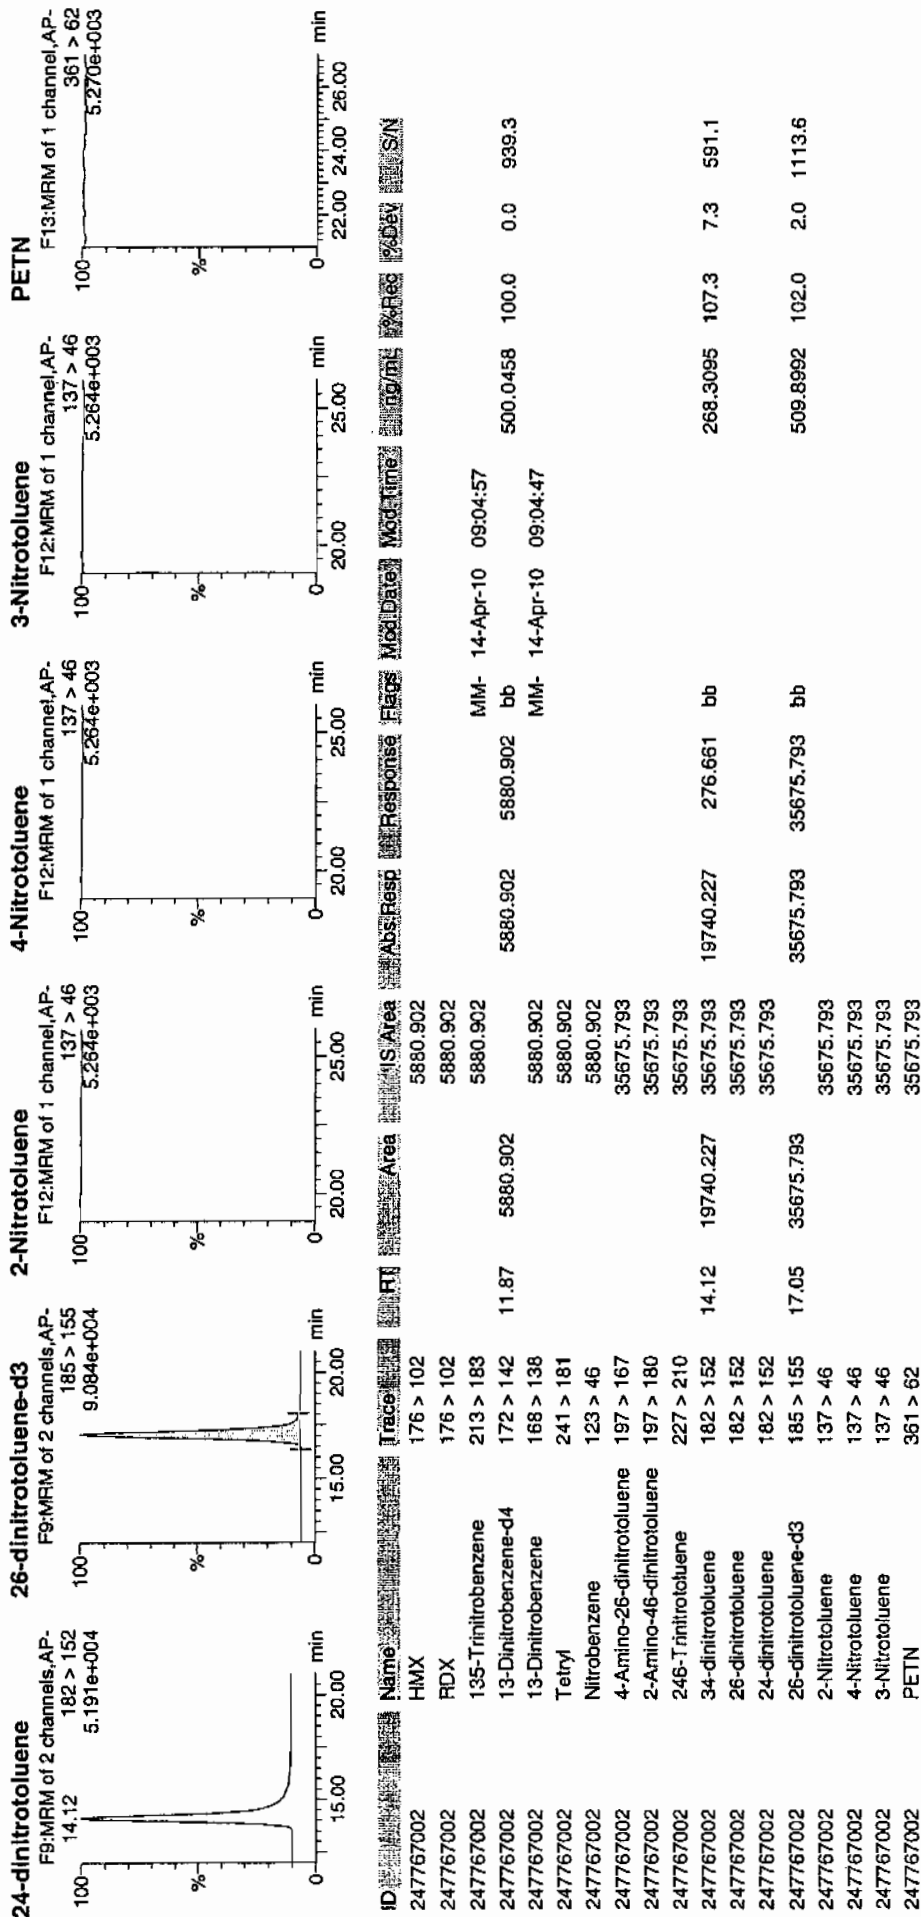 24-dinitrotoluene
F9:MRM of 2 channels,AP-
14.12 182 > 152
5.191e+004
100
%
0
15.00 20.00 min
26-dinitrotoluene-d3
F9:MRM of 2 channels,AP-
185 > 155
9.084e+004
100
%
0
15.00 20.00 min
2-Nitrotoluene
F12:MRM of 1 channel,AP-
137 > 46
5.264e+003
100
%
0
20.00 25.00 min
4-Nitrotoluene
F12:MRM of 1 channel,AP-
137 > 46
5.264e+003
100
%
0
20.00 25.00 min
3-Nitrotoluene
F12:MRM of 1 channel,AP-
137 > 46
5.264e+003
100
%
0
20.00 25.00 min
PETN
F13:MRM of 1 channel,AP-
361 > 62
5.270e+003
100
%
0
22.00 24.00 26.00 min
ID Name Trace RT Area IS Area Abs.Resp Response Flags Mod.Date Mod.Time ng/mL %Rec %Dev S/N
247767002 HMX 176 > 102 5880.902
247767002 RDX 176 > 102 5880.902
247767002 135-Trinitrobenzene 213 > 183 5880.902 MM- 14-Apr-10 09:04:57
247767002 13-Dinitrobenzene-d4 172 > 142 11.87 5880.902 5880.902 5880.902 bb 500.0458 100.0 0.0 939.3
247767002 13-Dinitrobenzene 168 > 138 5880.902 MM- 14-Apr-10 09:04:47
247767002 Tetryl 241 > 181 5880.902
247767002 Nitrobenzene 123 > 46 5880.902
247767002 4-Amino-26-dinitrotoluene 197 > 167 35675.793
247767002 2-Amino-46-dinitrotoluene 197 > 180 35675.793
247767002 246-Trinitrotoluene 227 > 210 35675.793
247767002 34-dinitrotoluene 182 > 152 14.12 19740.227 35675.793 19740.227 276.661 bb 268.3095 107.3 7.3 591.1
247767002 26-dinitrotoluene 182 > 152 35675.793
247767002 24-dinitrotoluene 182 > 152 35675.793
247767002 26-dinitrotoluene-d3 185 > 155 17.05 35675.793 35675.793 35675.793 bb 509.8992 102.0 2.0 1113.6
247767002 2-Nitrotoluene 137 > 46 35675.793
247767002 4-Nitrotoluene 137 > 46 35675.793
247767002 3-Nitrotoluene 137 > 46 35675.793
247767002 PETN 361 > 62 35675.793